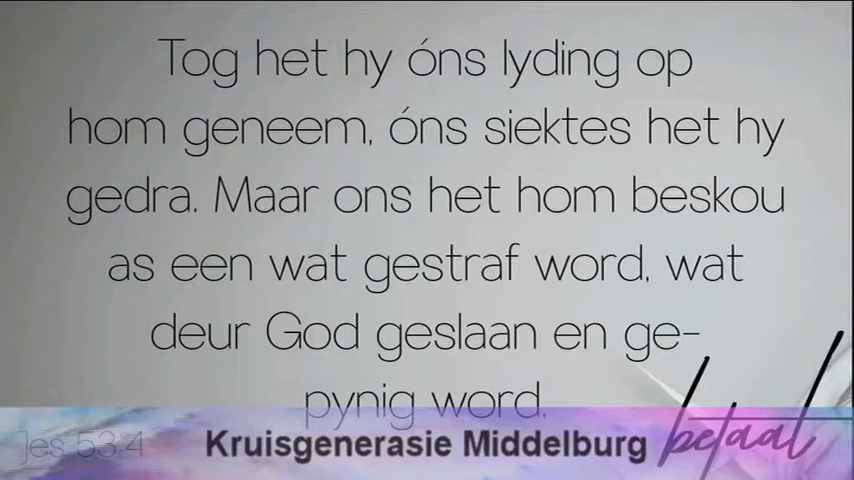 Tog het hy óns lyding op
hom geneem, óns siektes het hy
gedra. Maar ons het hom beskou
as een wat gestraf word, wat
deur God geslaan en ge-
pynig word.
Jes 53:4
Kruisgenerasie Middelburg
betaal